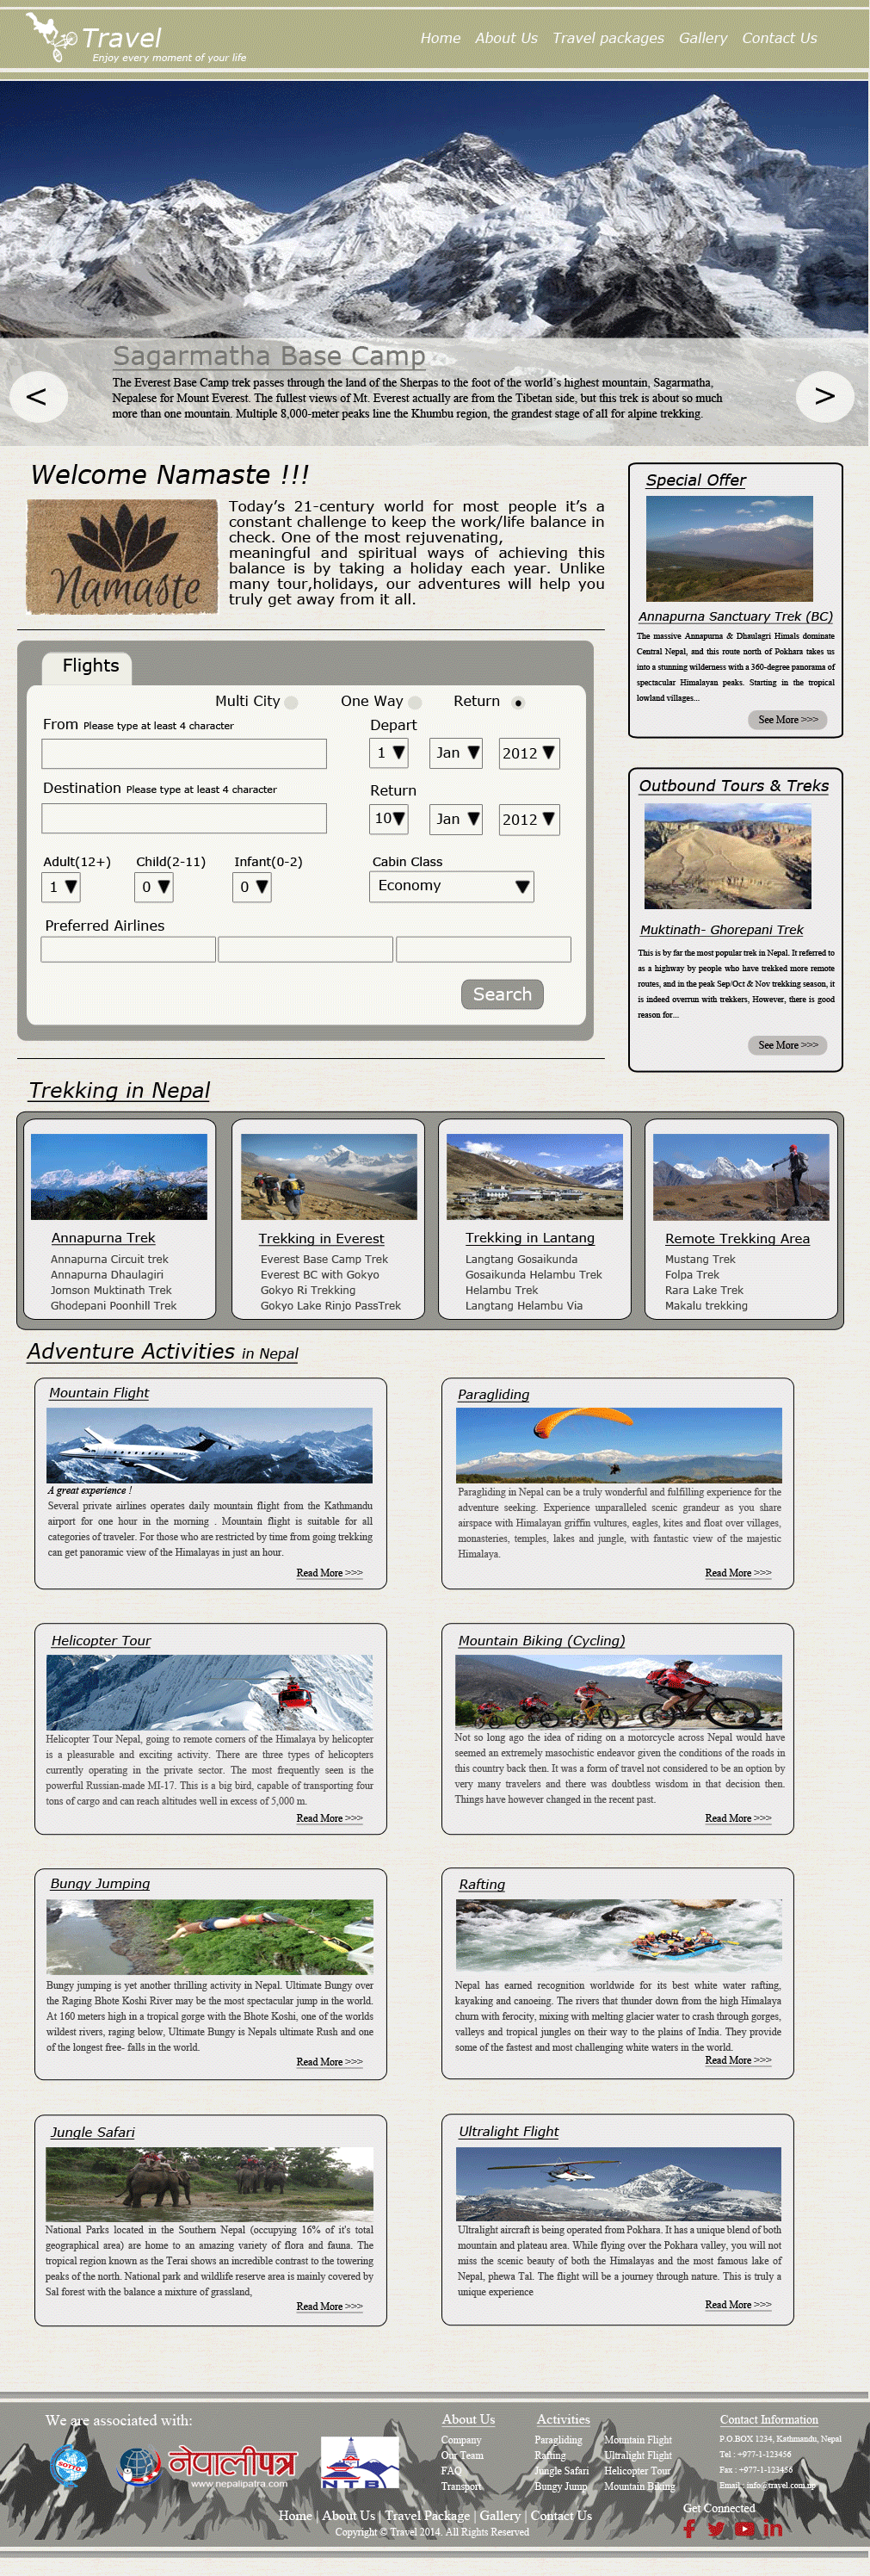 Travel
Enjoy every moment of your life
Home About Us Travel packages Gallery Contact Us
Sagarmatha Base Camp
The Everest Base Camp trek passes through the land of the Sherpas to the foot of the world's highest mountain, Sagarmatha,
Nepalese for Mount Everest. The fullest views of Mt. Everest actually are from the Tibetan side, but this trek is about so much
more than one mountain. Multiple 8,000-meter peaks line the Khumbu region, the grandest stage of all for alpine trekking.
<
>
Welcome Namaste !!!
Namaste
Today's 21-century world for most people it's a
constant challenge to keep the work/life balance in
check. One of the most rejuvenating,
meaningful and spiritual ways of achieving this
balance is by taking a holiday each year. Unlike
many tour,holidays, our adventures will help you
truly get away from it all.
Special Offer
Annapurna Sanctuary Trek (BC)
The massive Annapurna & Dhaulagri Himals dominate
Central Nepal, and this route north of Pokhara takes us
into a stunning wilderness with a 360-degree panorama of
spectacular Himalayan peaks. Starting in the tropical
lowland villages...
See More >>>
Flights
Multi City One Way Return
From Please type at least 4 character
Depart
1 Jan 2012
Destination Please type at least 4 character
Return
10 Jan 2012
Adult(12+) Child(2-11) Infant(0-2) Cabin Class
1 0 0 Economy
Preferred Airlines
Search
Outbound Tours & Treks
Muktinath- Ghorepani Trek
This is by far the most popular trek in Nepal. It referred to
as a highway by people who have trekked more remote
routes, and in the peak Sep/Oct & Nov trekking season, it
is indeed overrun with trekkers, However, there is good
reason for...
See More >>>
Trekking in Nepal
Annapurna Trek
Annapurna Circuit trek
Annapurna Dhaulagiri
Jomson Muktinath Trek
Ghodepani Poonhill Trek
Trekking in Everest
Everest Base Camp Trek
Everest BC with Gokyo
Gokyo Ri Trekking
Gokyo Lake Rinjo PassTrek
Trekking in Lantang
Langtang Gosaikunda
Gosaikunda Helambu Trek
Helambu Trek
Langtang Helambu Via
Remote Trekking Area
Mustang Trek
Folpa Trek
Rara Lake Trek
Makalu trekking
Adventure Activities in Nepal
Mountain Flight
A great experience !
Several private airlines operates daily mountain flight from the Kathmandu
airport for one hour in the morning . Mountain flight is suitable for all
categories of traveler. For those who are restricted by time from going trekking
can get panoramic view of the Himalayas in just an hour.
Read More >>>
Paragliding
Paragliding in Nepal can be a truly wonderful and fulfilling experience for the
adventure seeking. Experience unparalleled scenic grandeur as you share
airspace with Himalayan griffin vultures, eagles, kites and float over villages,
monasteries, temples, lakes and jungle, with fantastic view of the majestic
Himalaya.
Read More >>>
Helicopter Tour
Helicopter Tour Nepal, going to remote corners of the Himalaya by helicopter
is a pleasurable and exciting activity. There are three types of helicopters
currently operating in the private sector. The most frequently seen is the
powerful Russian-made MI-17. This is a big bird, capable of transporting four
tons of cargo and can reach altitudes well in excess of 5,000 m.
Read More >>>
Mountain Biking (Cycling)
Not so long ago the idea of riding on a motorcycle across Nepal would have
seemed an extremely masochistic endeavor given the conditions of the roads in
this country back then. It was a form of travel not considered to be an option by
very many travelers and there was doubtless wisdom in that decision then.
Things have however changed in the recent past.
Read More >>>
Bungy Jumping
Bungy jumping is yet another thrilling activity in Nepal. Ultimate Bungy over
the Raging Bhote Koshi River may be the most spectacular jump in the world.
At 160 meters high in a tropical gorge with the Bhote Koshi, one of the worlds
wildest rivers, raging below, Ultimate Bungy is Nepals ultimate Rush and one
of the longest free- falls in the world.
Read More >>>
Rafting
Nepal has earned recognition worldwide for its best white water rafting,
kayaking and canoeing. The rivers that thunder down from the high Himalaya
churn with ferocity, mixing with melting glacier water to crash through gorges,
valleys and tropical jungles on their way to the plains of India. They provide
some of the fastest and most challenging white waters in the world.
Read More >>>
Jungle Safari
National Parks located in the Southern Nepal (occupying 16% of it's total
geographical area) are home to an amazing variety of flora and fauna. The
tropical region known as the Terai shows an incredible contrast to the towering
peaks of the north. National park and wildlife reserve area is mainly covered by
Sal forest with the balance a mixture of grassland,
Read More >>>
Ultralight Flight
Ultralight aircraft is being operated from Pokhara. It has a unique blend of both
mountain and plateau area. While flying over the Pokhara valley, you will not
miss the scenic beauty of both the Himalayas and the most famous lake of
Nepal, phewa Tal. The flight will be a journey through nature. This is truly a
unique experience
Read More >>>
We are associated with:
SOTTO
नेपालीपत्र
www.nepalipatra.com
NTB
About Us
Company
Our Team
FAQ
Transport
Activities
Paragliding Mountain Flight
Rafting Ultralight Flight
Jungle Safari Helicopter Tour
Bungy Jump Mountain Biking
Contact Information
P.O.BOX 1234, Kathmandu, Nepal
Tel : +977-1-123456
Fax : +977-1-123456
Email : info@travel.com.np
Get Connected
Home | About Us | Travel Package | Gallery | Contact Us
Copyright © Travel 2014. All Rights Reserved